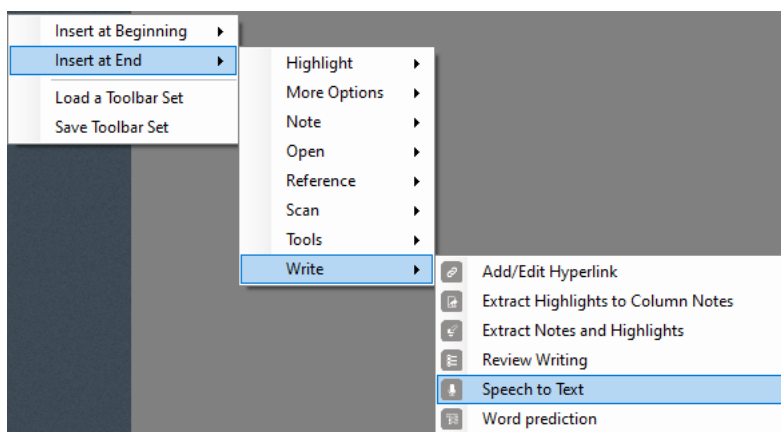 Insert at Beginning
Insert at End
Load a Toolbar Set
Save Toolbar Set
Highlight
More Options
Note
Open
Reference
Scan
Tools
Write
Add/Edit Hyperlink
Extract Highlights to Column Notes
Extract Notes and Highlights
Review Writing
Speech to Text
Word prediction